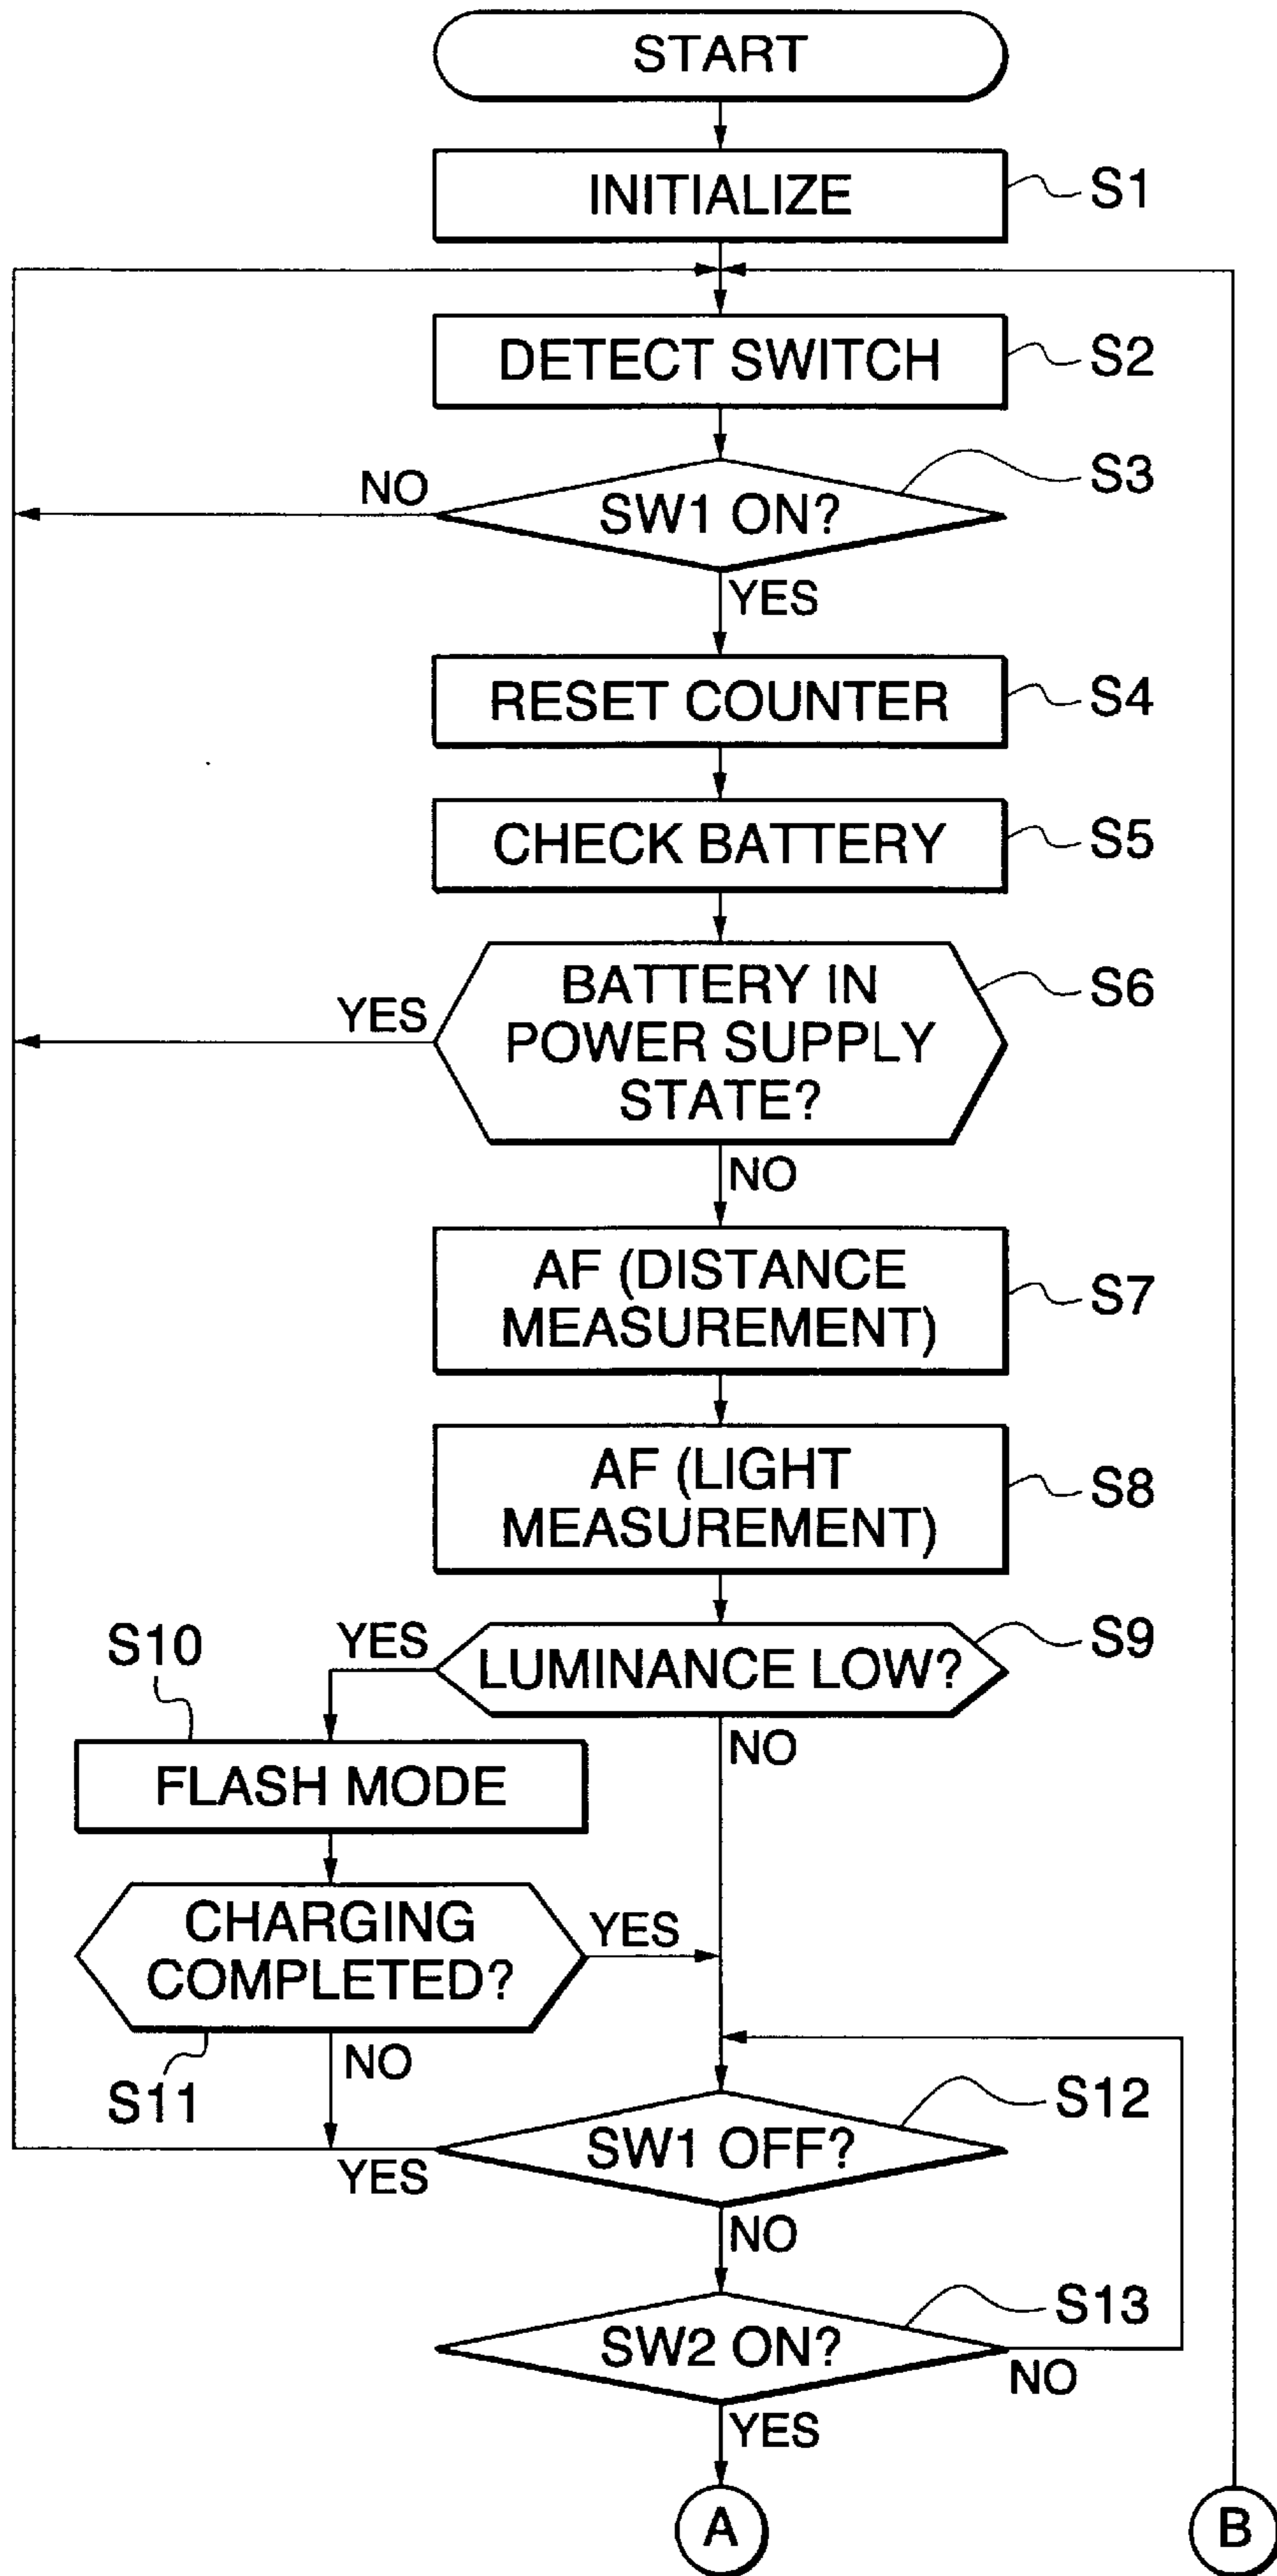 START
INITIALIZE
S1
DETECT SWITCH
S2
SW1 ON?
S3
NO
YES
RESET COUNTER
S4
CHECK BATTERY
S5
BATTERY IN
POWER SUPPLY
STATE?
S6
YES
NO
AF (DISTANCE
MEASUREMENT)
S7
AF (LIGHT
MEASUREMENT)
S8
LUMINANCE LOW?
S9
YES
NO
S10
FLASH MODE
CHARGING
COMPLETED?
YES
NO
S11
SW1 OFF?
S12
YES
NO
SW2 ON?
S13
NO
YES
A
B